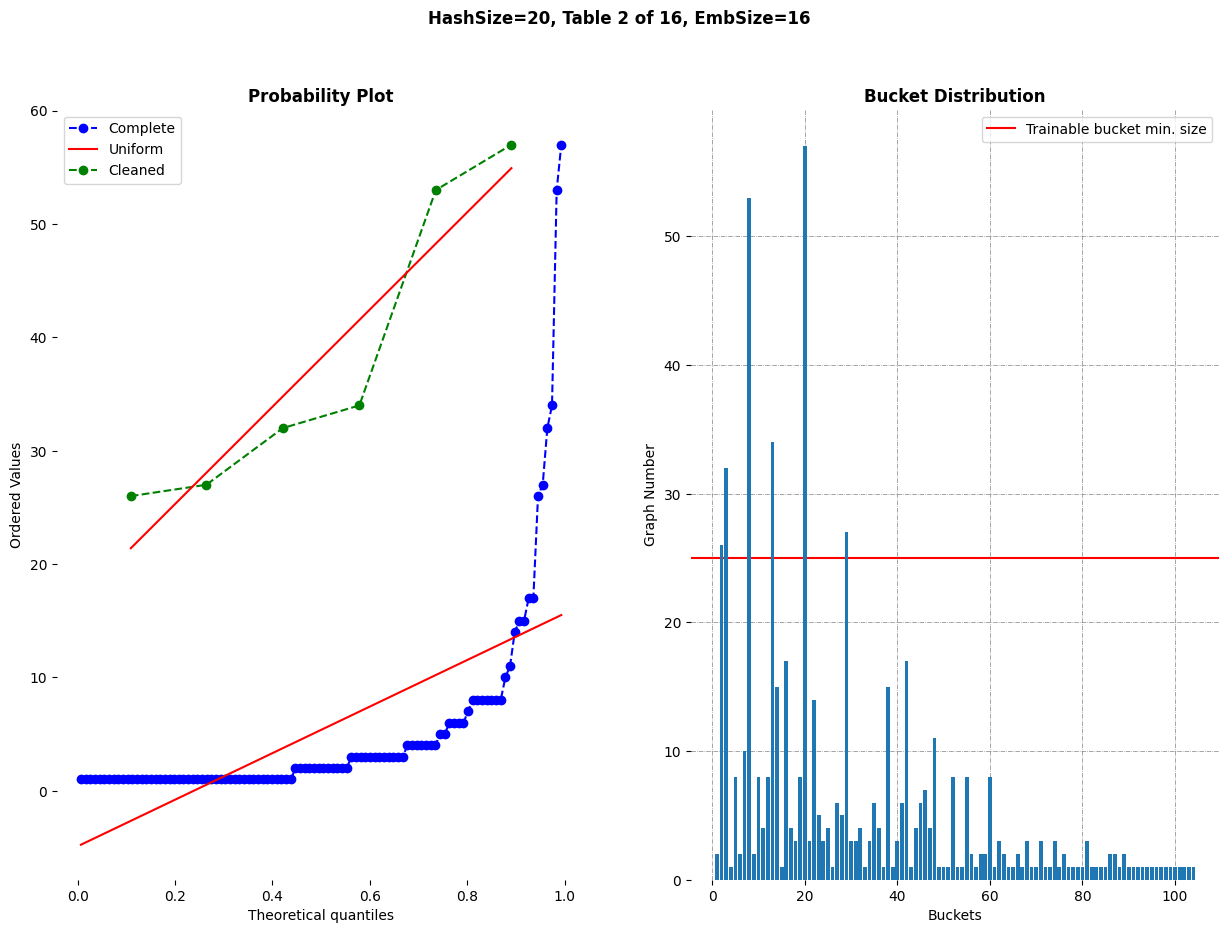 HashSize=20, Table 2 of 16, EmbSize=16
Probability Plot
Complete
Uniform
Cleaned
60
50
40
30
20
10
0
Ordered Values
0.0 0.2 0.4 0.6 0.8 1.0
Theoretical quantiles
Bucket Distribution
Trainable bucket min. size
50
40
30
20
10
0
Graph Number
0 20 40 60 80 100
Buckets